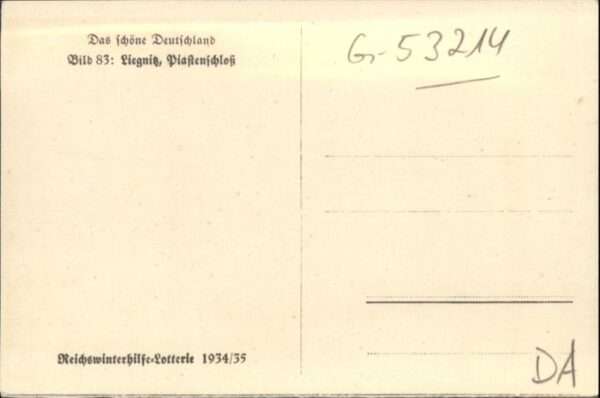 Das schöne Deutschland
Bild 83: Liegnitz, Piastenschloß
Gr-53214
Reichswinterhilfe-Lotterie 1934/35
DA